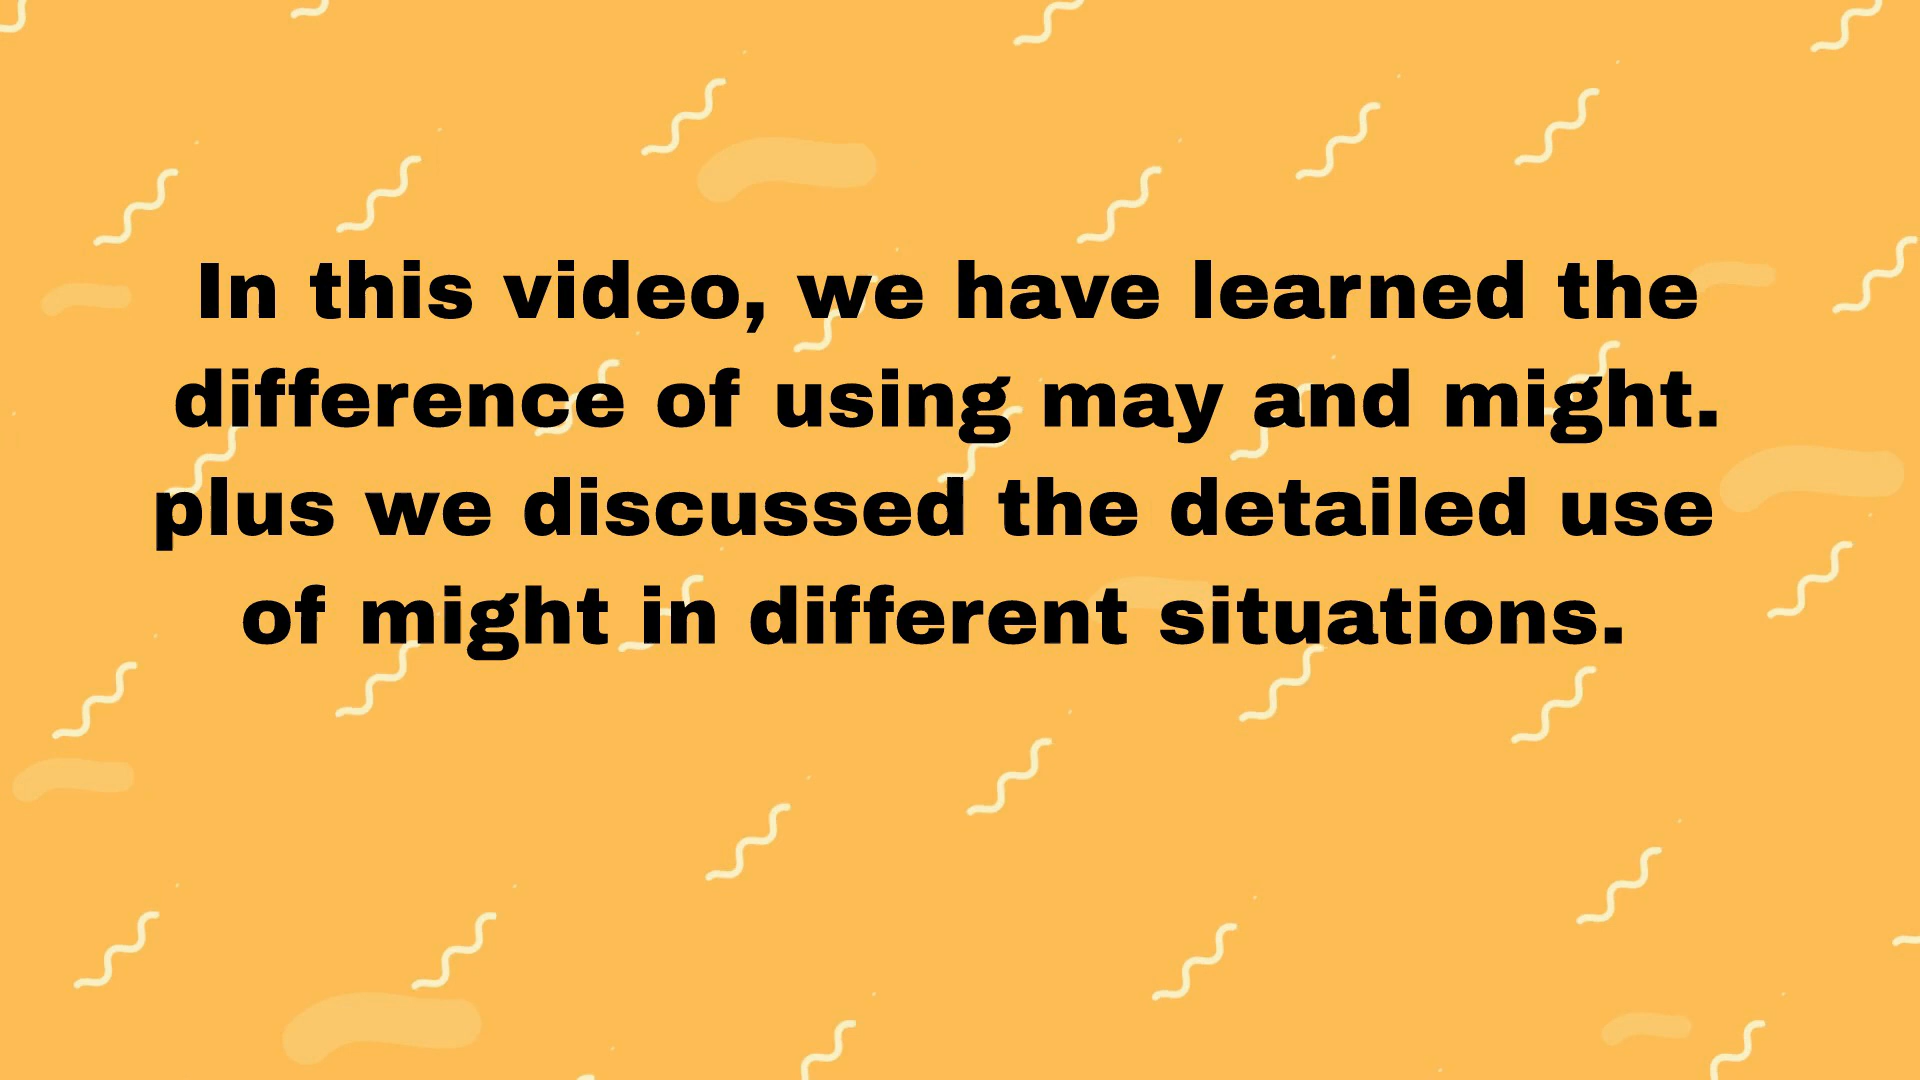 In this video, we have learned the
difference of using may and might.
plus we discussed the detailed use
of might in different situations.